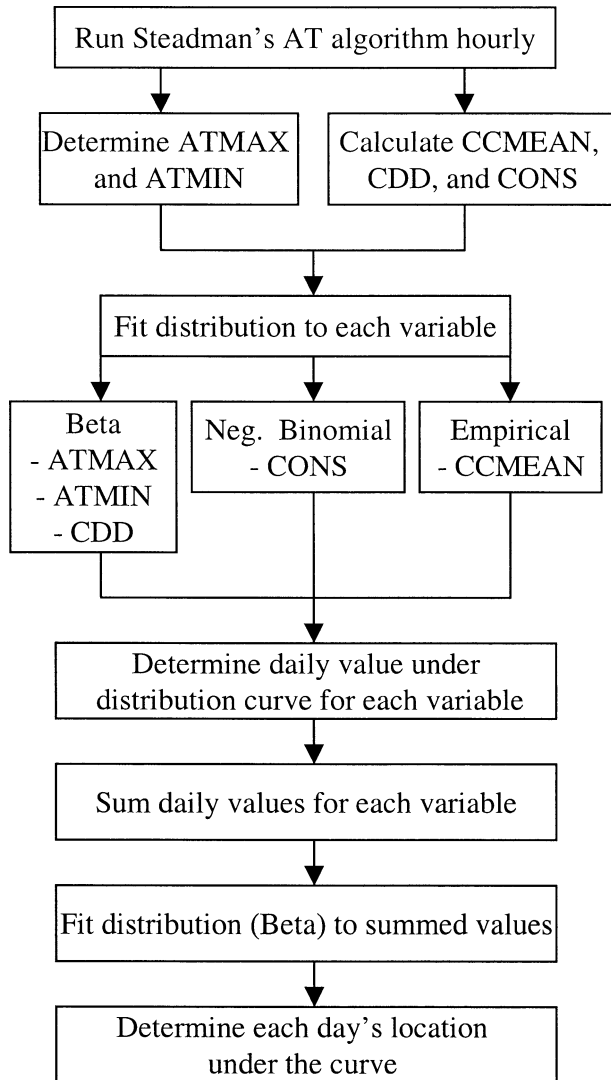 Run Steadman's AT algorithm hourly
Determine ATMAX
and ATMIN
Calculate CCMEAN,
CDD, and CONS
Fit distribution to each variable
Beta
- ATMAX
- ATMIN
- CDD
Neg. Binomial
- CONS
Empirical
- CCMEAN
Determine daily value under
distribution curve for each variable
Sum daily values for each variable
Fit distribution (Beta) to summed values
Determine each day's location
under the curve